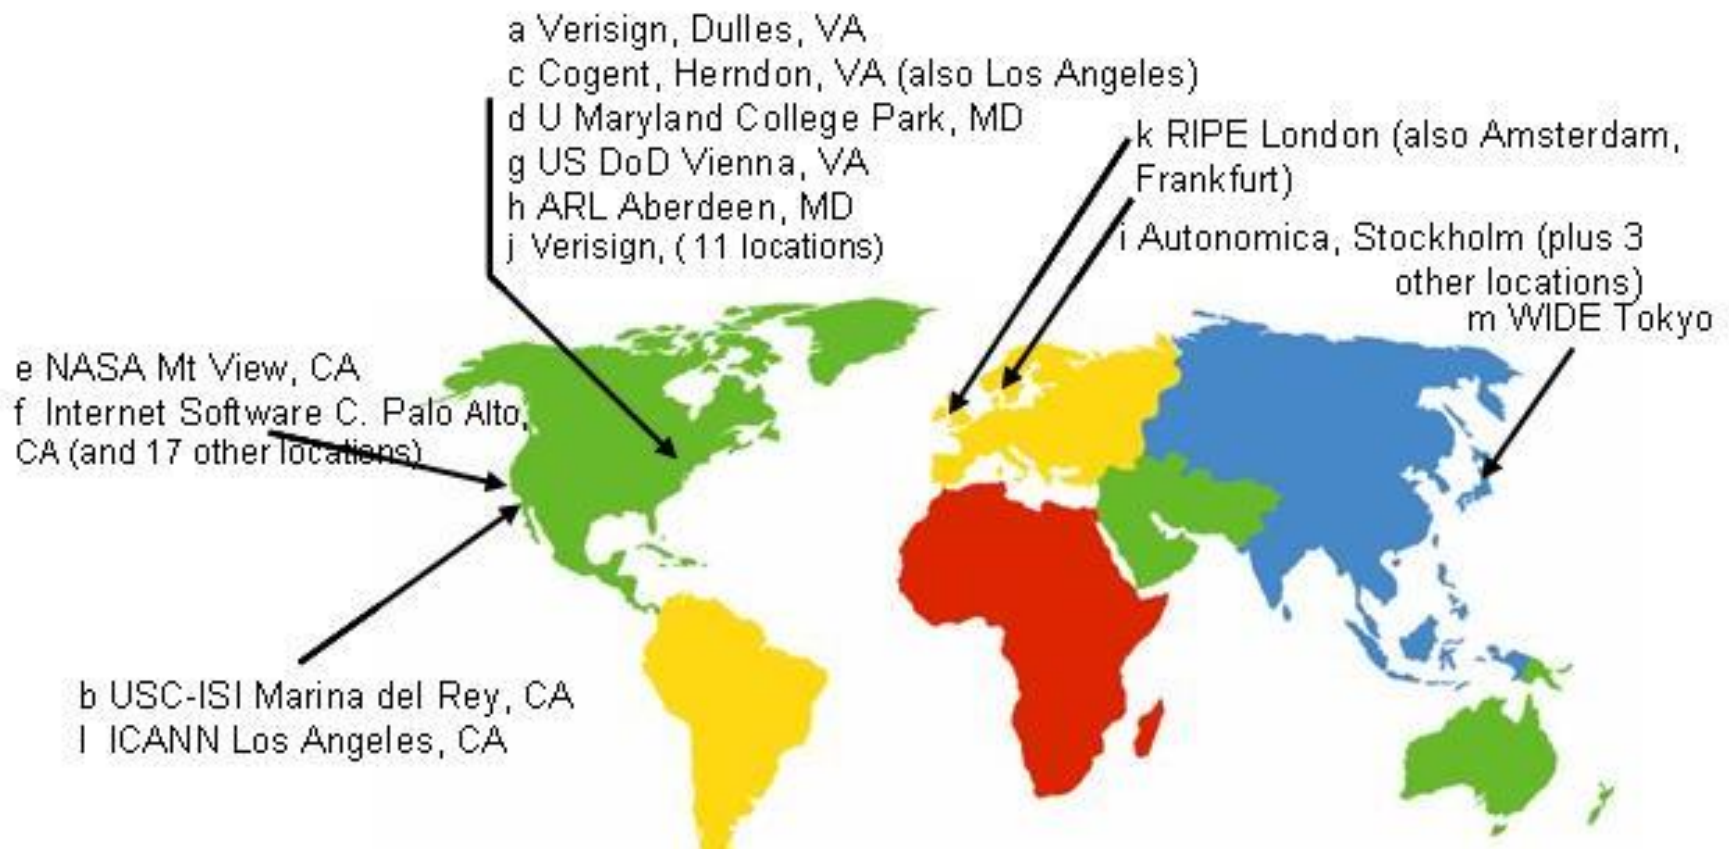 a Verisign, Dulles, VA
c Cogent, Herndon, VA (also Los Angeles)
d U Maryland College Park, MD
g US DoD Vienna, VA
h ARL Aberdeen, MD
j Verisign, ( 11 locations)
k RIPE London (also Amsterdam,
Frankfurt)
i Autonomica, Stockholm (plus 3
other locations)
m WIDE Tokyo
e NASA Mt View, CA
f Internet Software C. Palo Alto,
CA (and 17 other locations)
b USC-ISI Marina del Rey, CA
l ICANN Los Angeles, CA